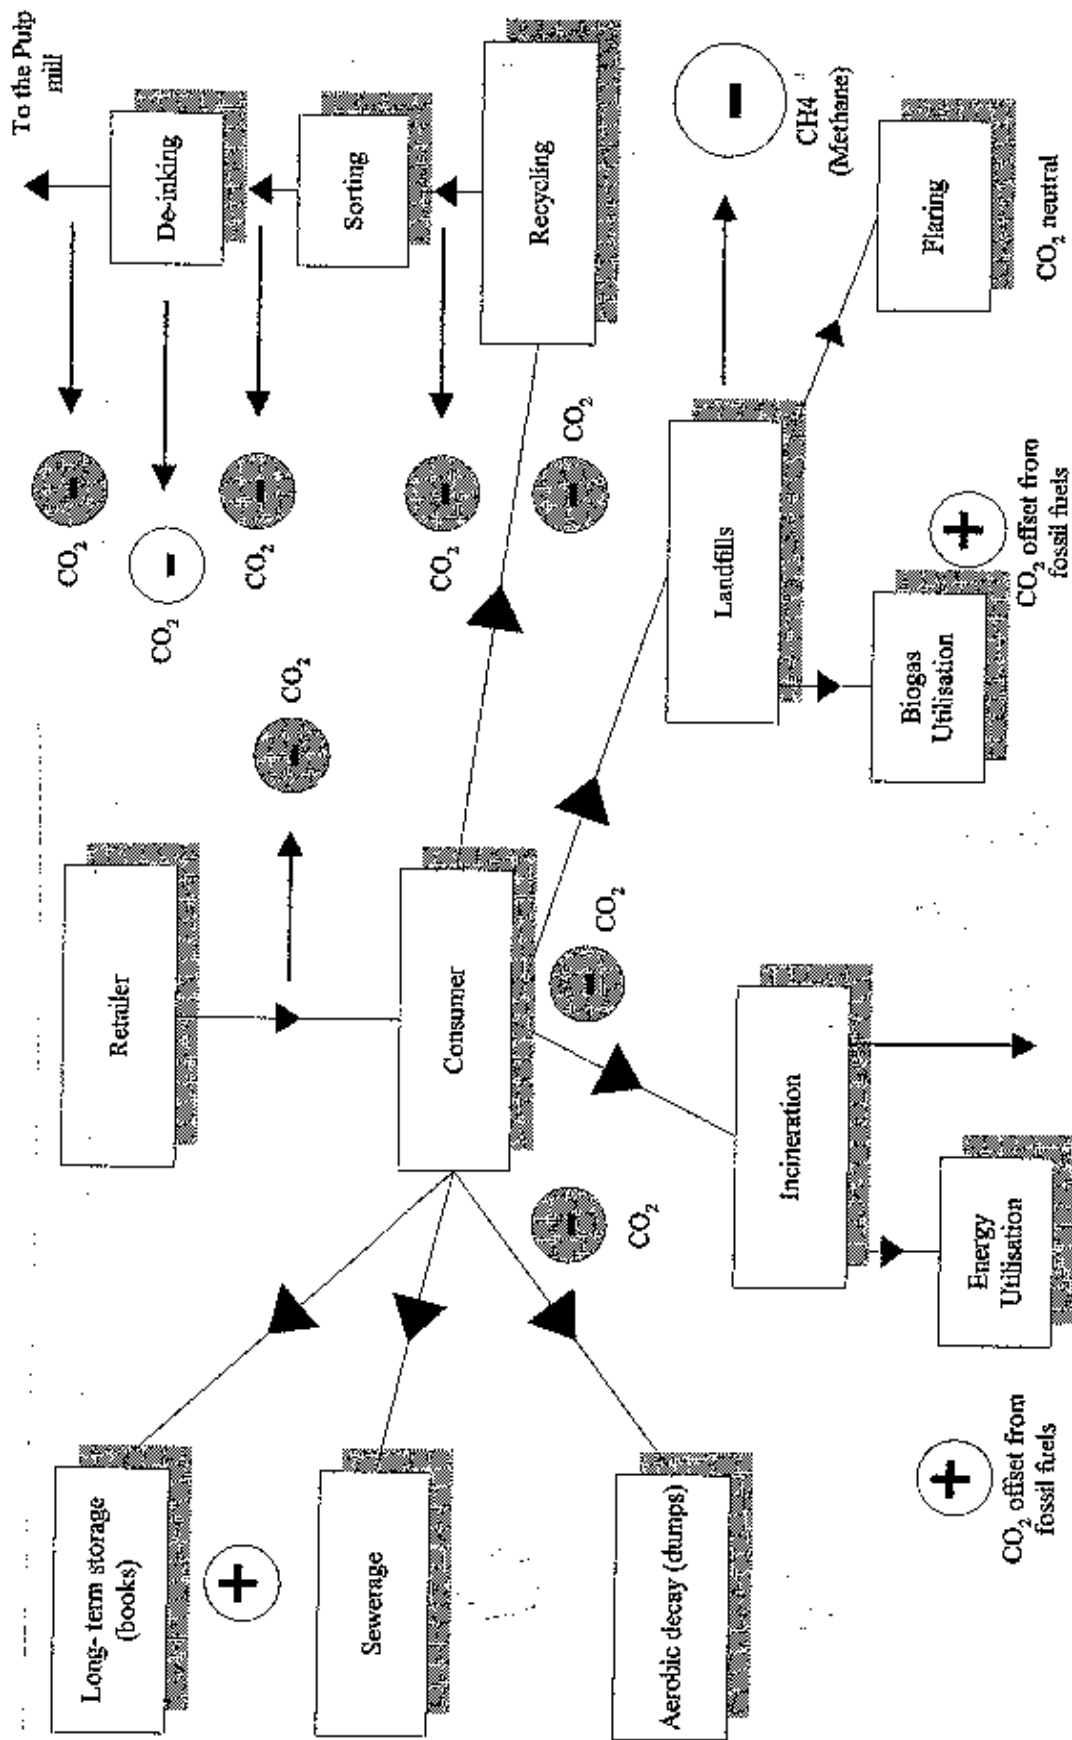 Retailer
CO₂
Consumer
Long- term storage
(books)
Sewerage
Aerobic decay (dumps)
CO₂
CO₂
Incineration
Energy
Utilisation
CO₂ offset from
fossil fuels
Landfills
Biogas
Utilisation
CO₂ offset from
fossil fuels
Flaring
CO₂ neutral
CH4
(Methane)
CO₂
Recycling
CO₂
Sorting
CO₂
De-inking
CO₂
CO₂
To the Pulp
mill